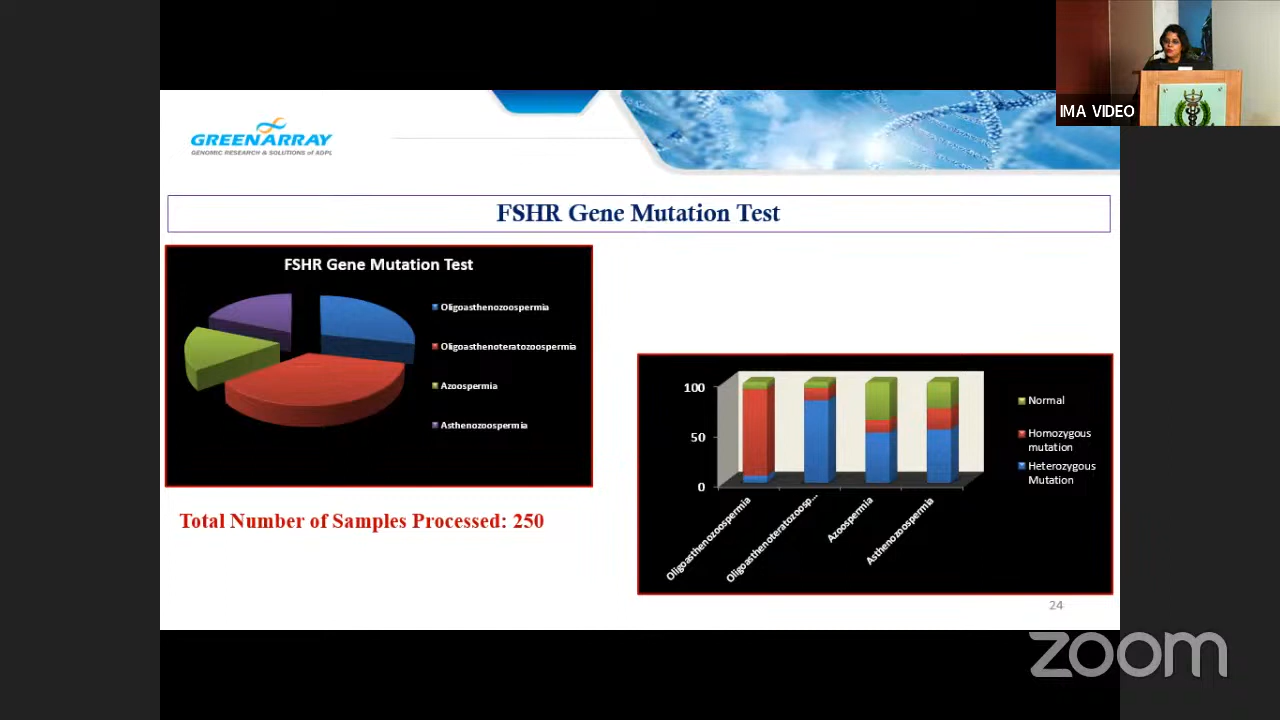 IMA VIDEO
GREENARRAY
GENOMIC RESEARCH & SOLUTIONS of ADPL
FSHR Gene Mutation Test
FSHR Gene Mutation Test
Oligoasthenozoospermia
Oligoasthenoteratozoospermia
Azoospermia
Asthenozoospermia
Total Number of Samples Processed: 250
100
50
0
Oligoasthenozoospermia
Oligoasthenoteratozoosp...
Azoospermia
Asthenozoospermia
Normal
Homozygous
mutation
Heterozygous
Mutation
24
zoom